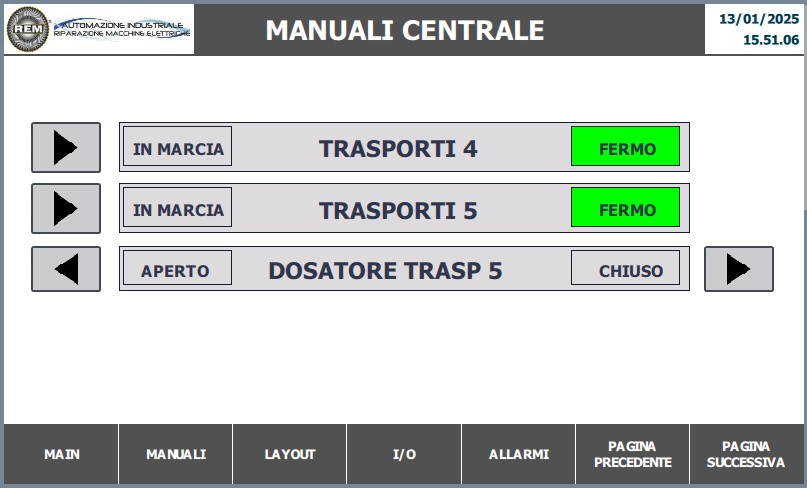 REM
AUTOMAZIONE INDUSTRIALE
RIPARAZIONE MACCHINE ELETTRICHE
MANUALI CENTRALE
13/01/2025
15.51.06
IN MARCIA TRASPORTI 4 FERMO
IN MARCIA TRASPORTI 5 FERMO
APERTO DOSATORE TRASP 5 CHIUSO
MAIN MANUALI LAYOUT I/O ALLARMI PAGINA PRECEDENTE PAGINA SUCCESSIVA